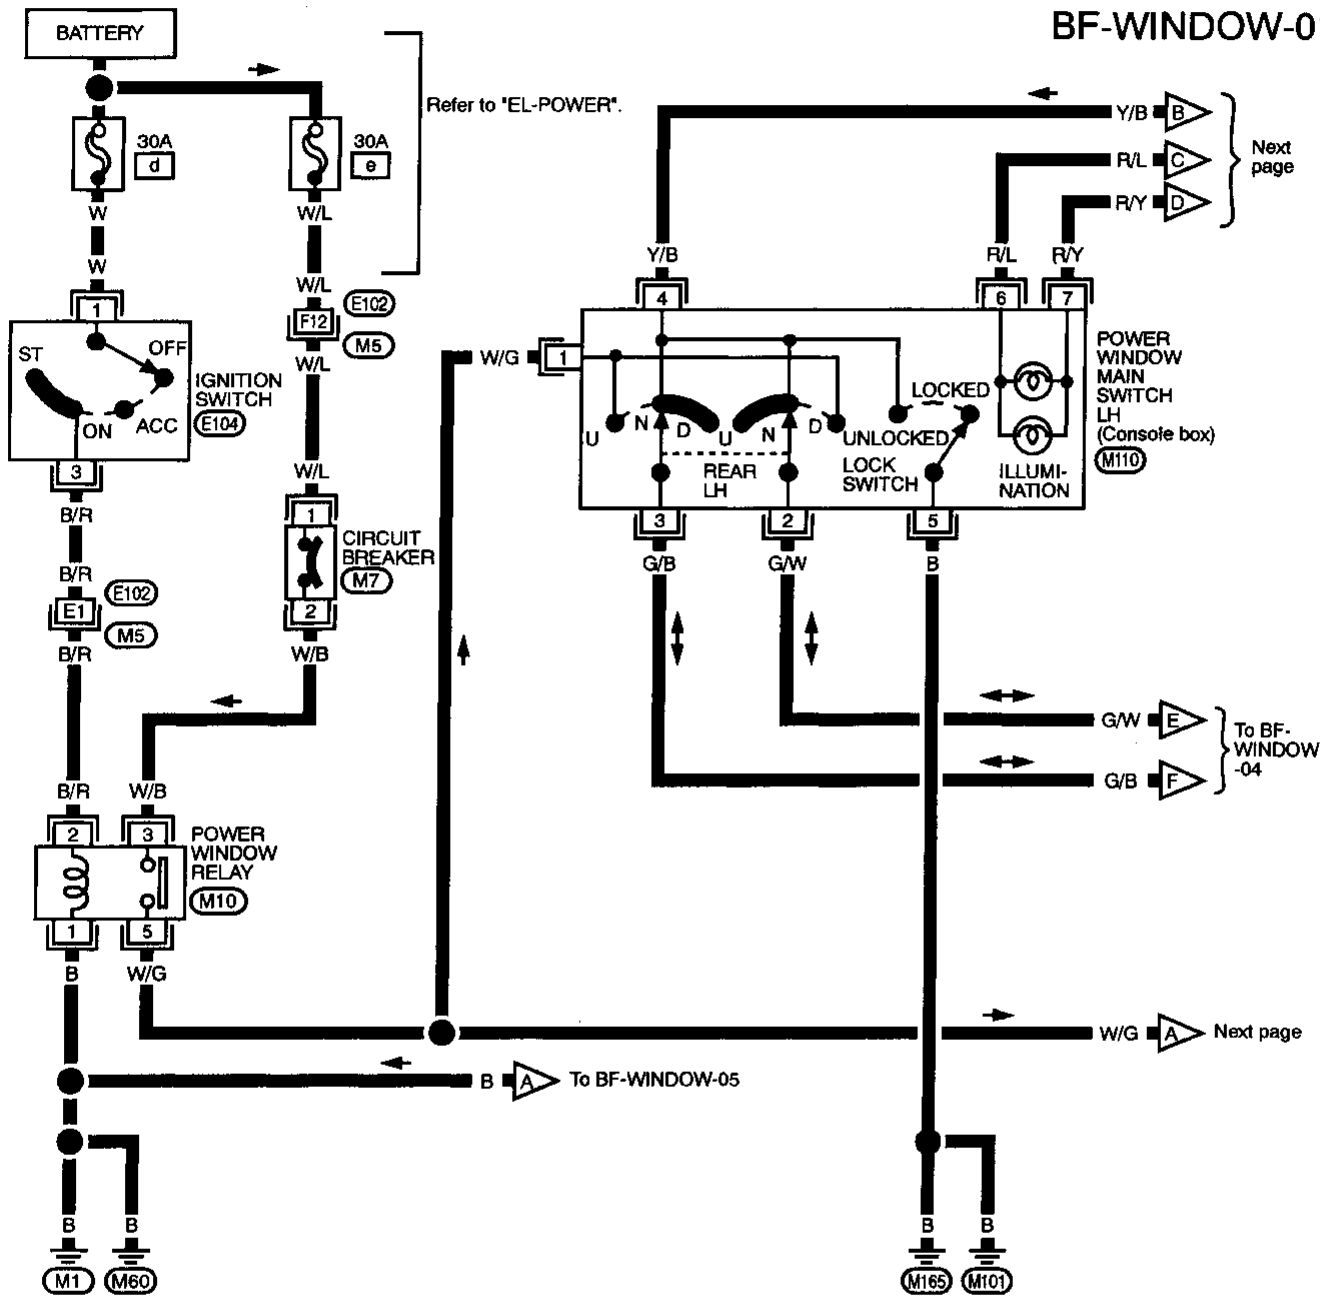 BF-WINDOW-0
BATTERY
Refer to "EL-POWER".
30A
d
30A
e
W
W/L
W
W/L
1
F12
E102
M5
W/L
ST
OFF
ON
ACC
IGNITION
SWITCH
E104
3
B/R
W/L
1
CIRCUIT
BREAKER
M7
2
B/R
E1
E102
M5
B/R
W/B
B/R
W/B
2
3
POWER
WINDOW
RELAY
M10
1
5
B
W/G
Y/B
B
R/L
C
R/Y
D
Next
page
Y/B
R/L
R/Y
4
6
7
W/G
1
POWER
WINDOW
MAIN
SWITCH
LH
(Console box)
M110
LOCKED
U
N
D
U
N
D
UNLOCKED
REAR
LH
LOCK
SWITCH
ILLUMI-
NATION
3
2
5
G/B
G/W
B
G/W
E
G/B
F
To BF-
WINDOW
-04
W/G
A
Next page
B
A
To BF-WINDOW-05
B
B
B
B
M1
M60
M165
M101